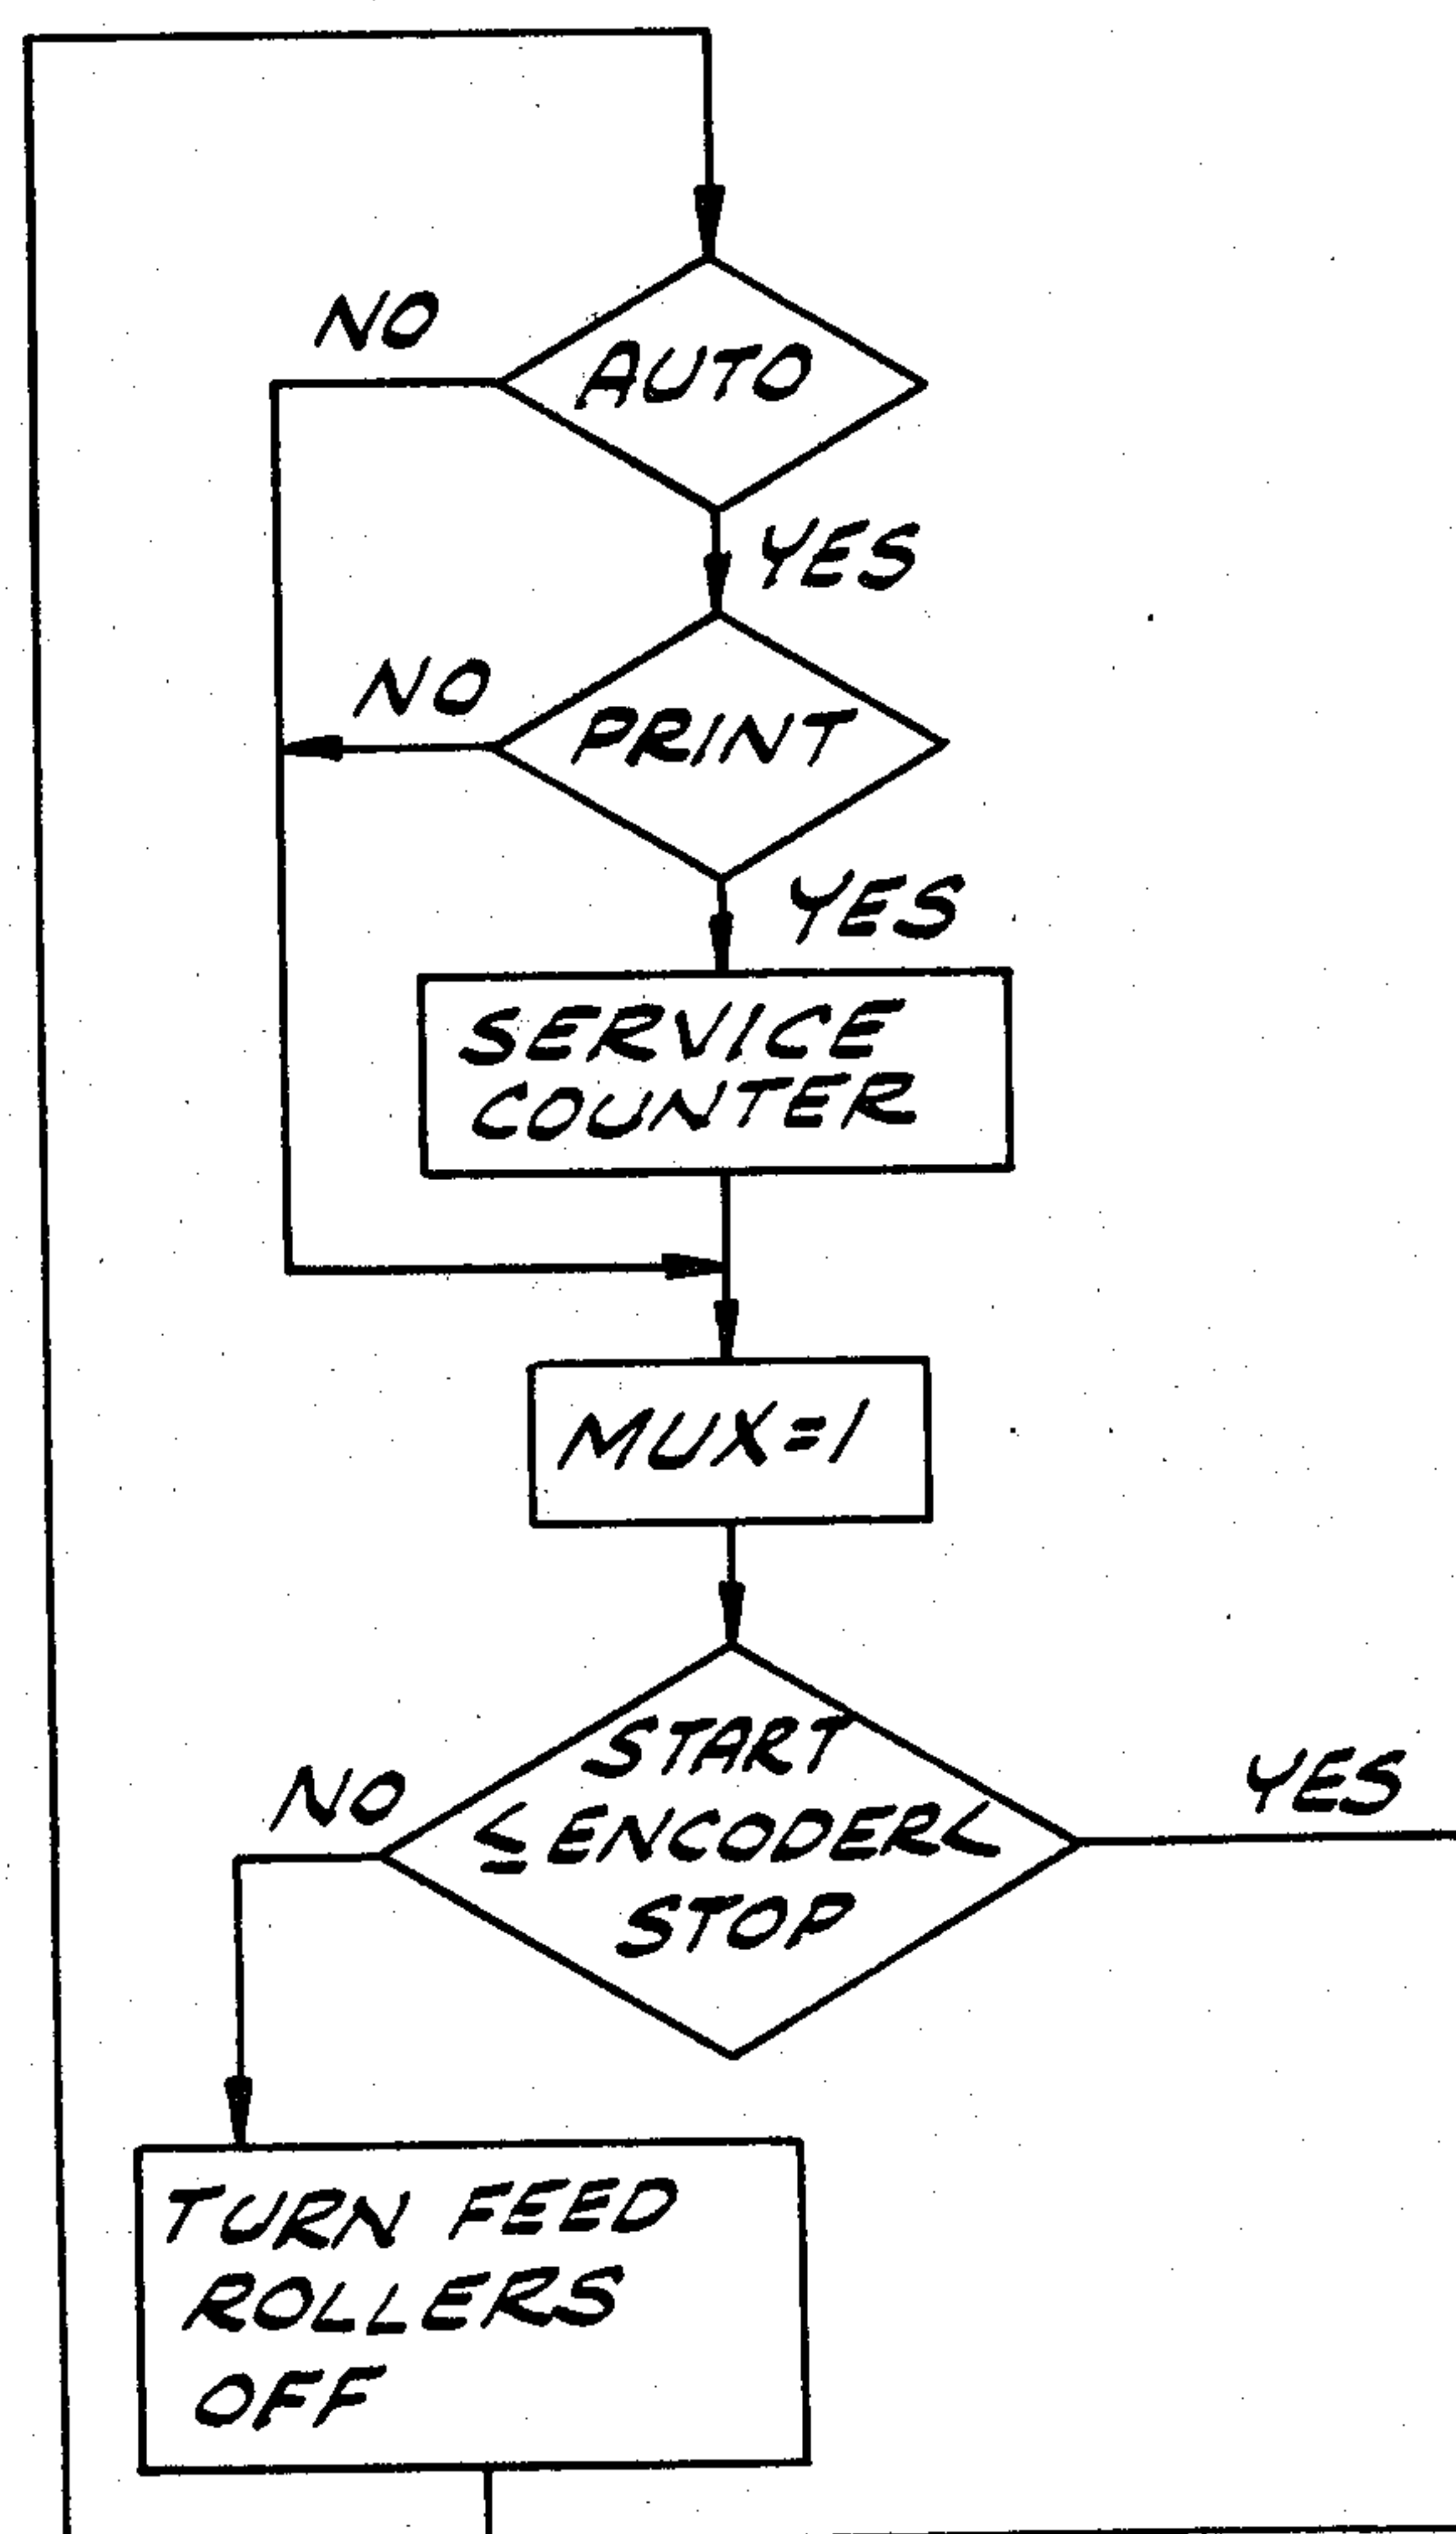 NO
AUTO
YES
NO
PRINT
YES
SERVICE
COUNTER
MUX=1
START
≤ ENCODER<
STOP
NO
YES
TURN FEED
ROLLERS
OFF